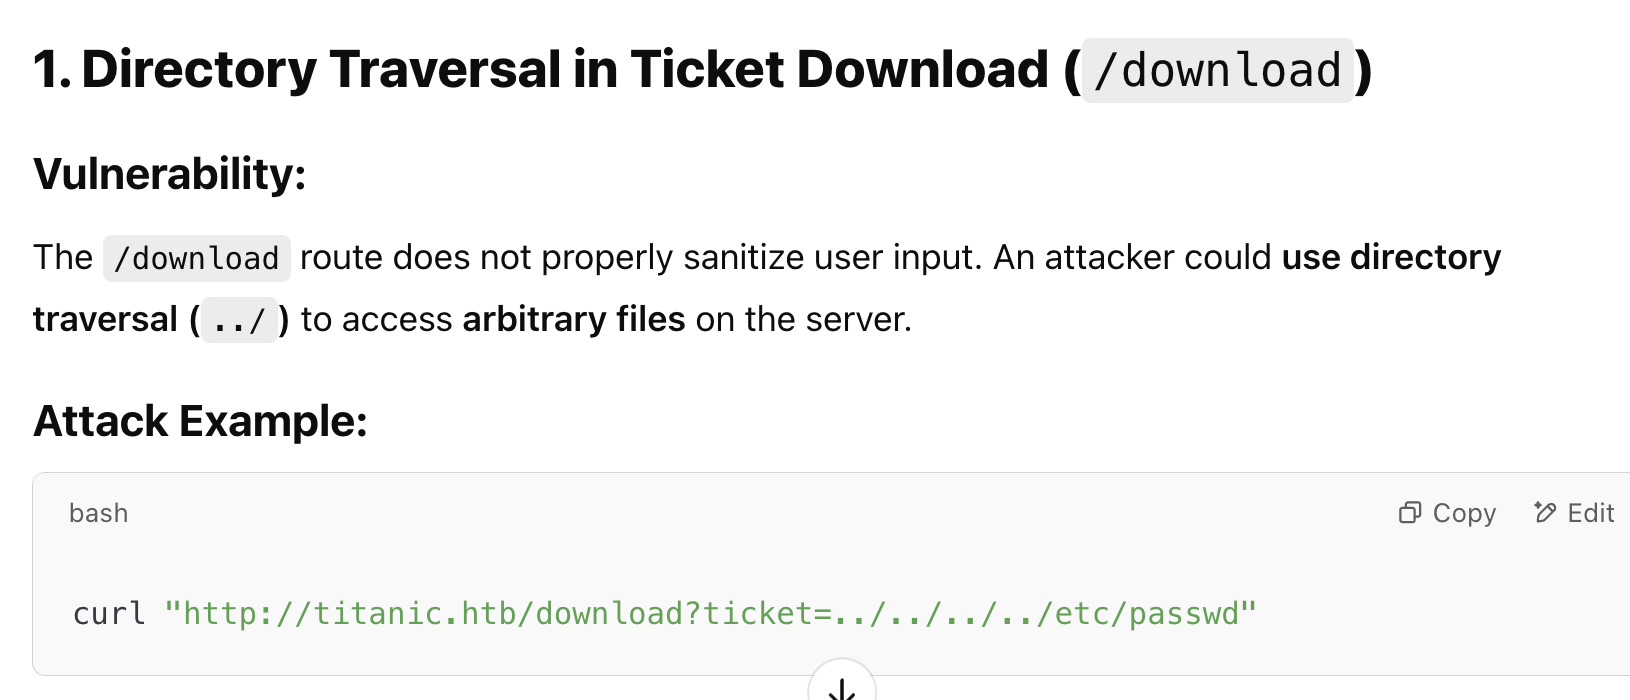 1. Directory Traversal in Ticket Download (/download)
Vulnerability:
The /download route does not properly sanitize user input. An attacker could use directory
traversal (../) to access arbitrary files on the server.
Attack Example:
bash Copy Edit
curl "http://titanic.htb/download?ticket=../../../../etc/passwd"